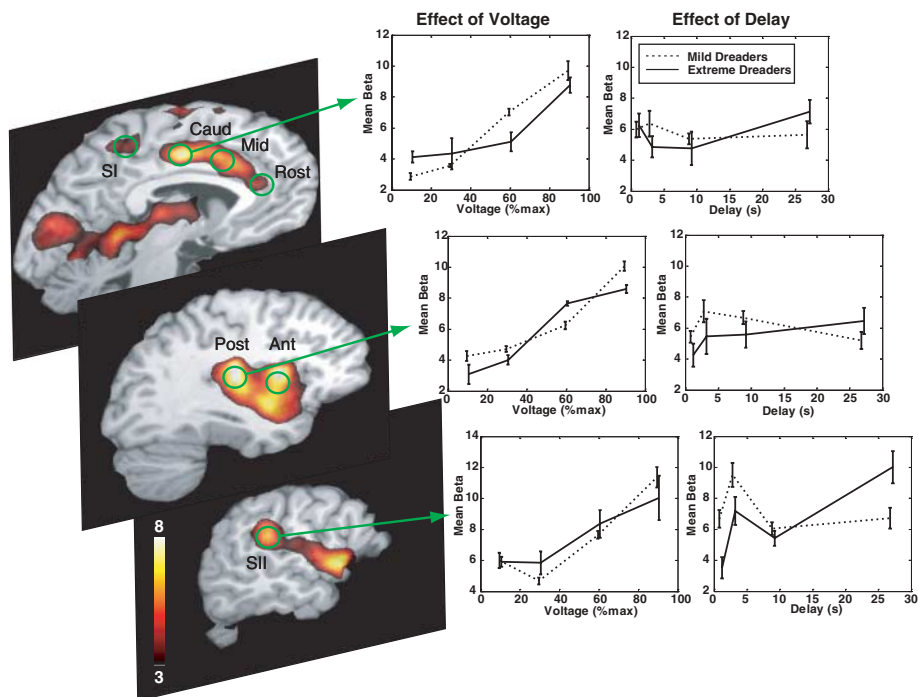 Effect of Voltage
Effect of Delay
12
10
8
6
4
2
Mean Beta
0 20 40 60 80 100
Voltage (%max)
12
10
8
6
4
2
Mean Beta
Mild Dreaders
Extreme Dreaders
0 5 10 15 20 25 30
Delay (s)
Caud
Mid
SI
Rost
12
10
8
6
4
2
Mean Beta
0 20 40 60 80 100
Voltage (%max)
12
10
8
6
4
2
Mean Beta
0 5 10 15 20 25 30
Delay (s)
Post Ant
14
12
10
8
6
4
2
Mean Beta
0 20 40 60 80 100
Voltage (%max)
12
10
8
6
4
2
Mean Beta
0 5 10 15 20 25 30
Delay (s)
8
SII
3